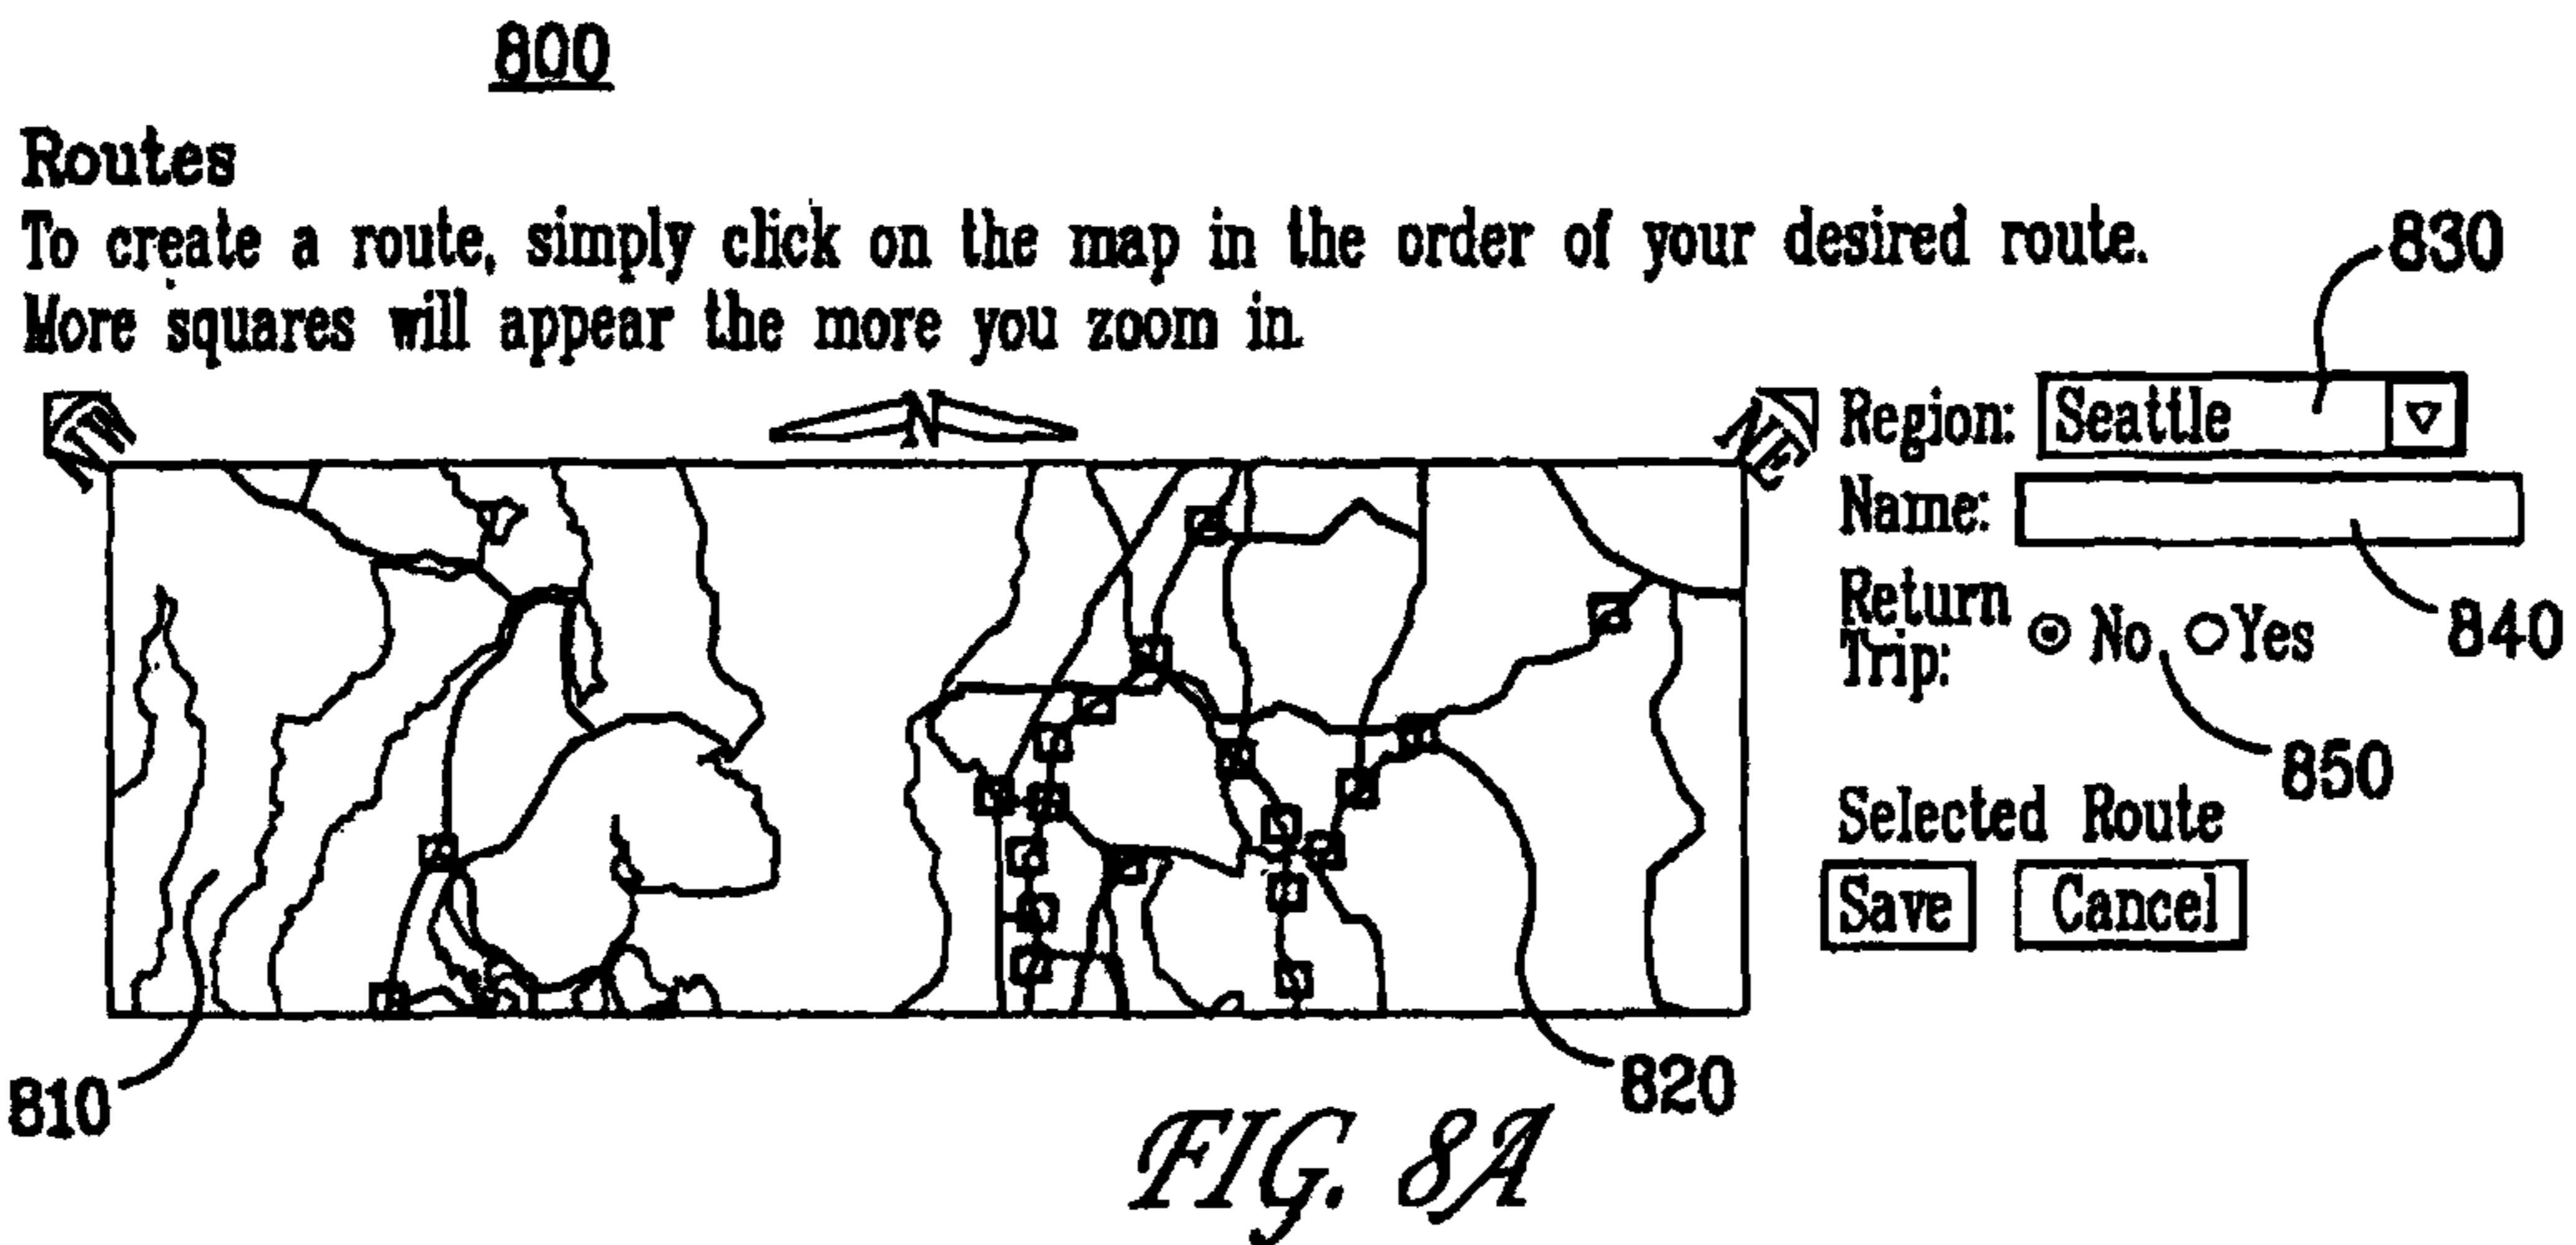 800
Routes
To create a route, simply click on the map in the order of your desired route.
More squares will appear the more you zoom in.
NW
N
NE
Region: Seattle
830
Name:
840
Return Trip: No Yes
850
Selected Route
Save Cancel
810
820
FIG. 8A